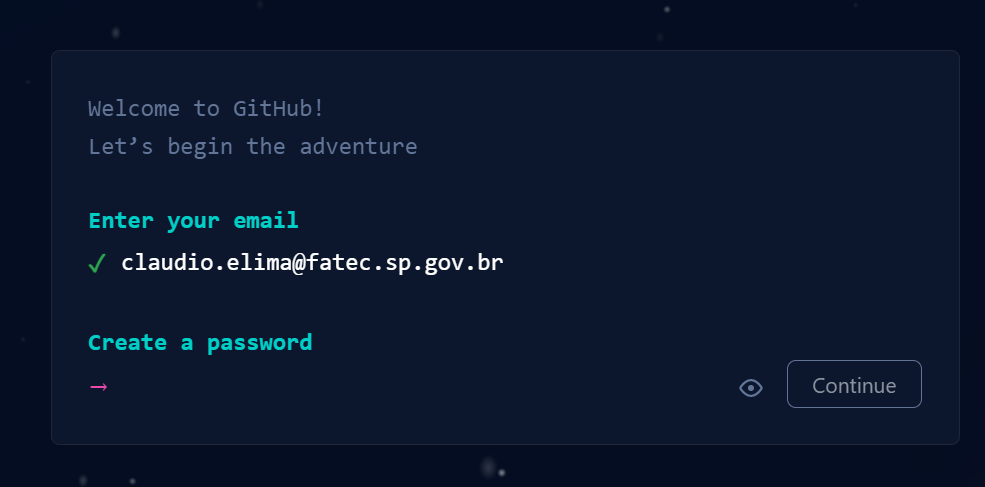 Welcome to GitHub!
Let’s begin the adventure
Enter your email
✓ claudio.elima@fatec.sp.gov.br
Create a password
→
Continue